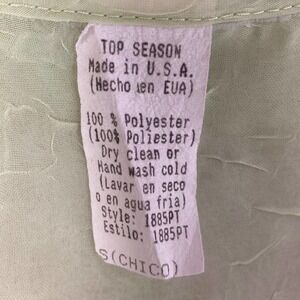 TOP SEASON
Made in U.S.A.
(Hecho en EUA)
100 % Polyester
(100% Poliester)
Dry clean or
Hand wash cold
(Lavar en seco
o en agua fria)
Style: 1885PT
Estilo: 1885PT
S(CHICO)